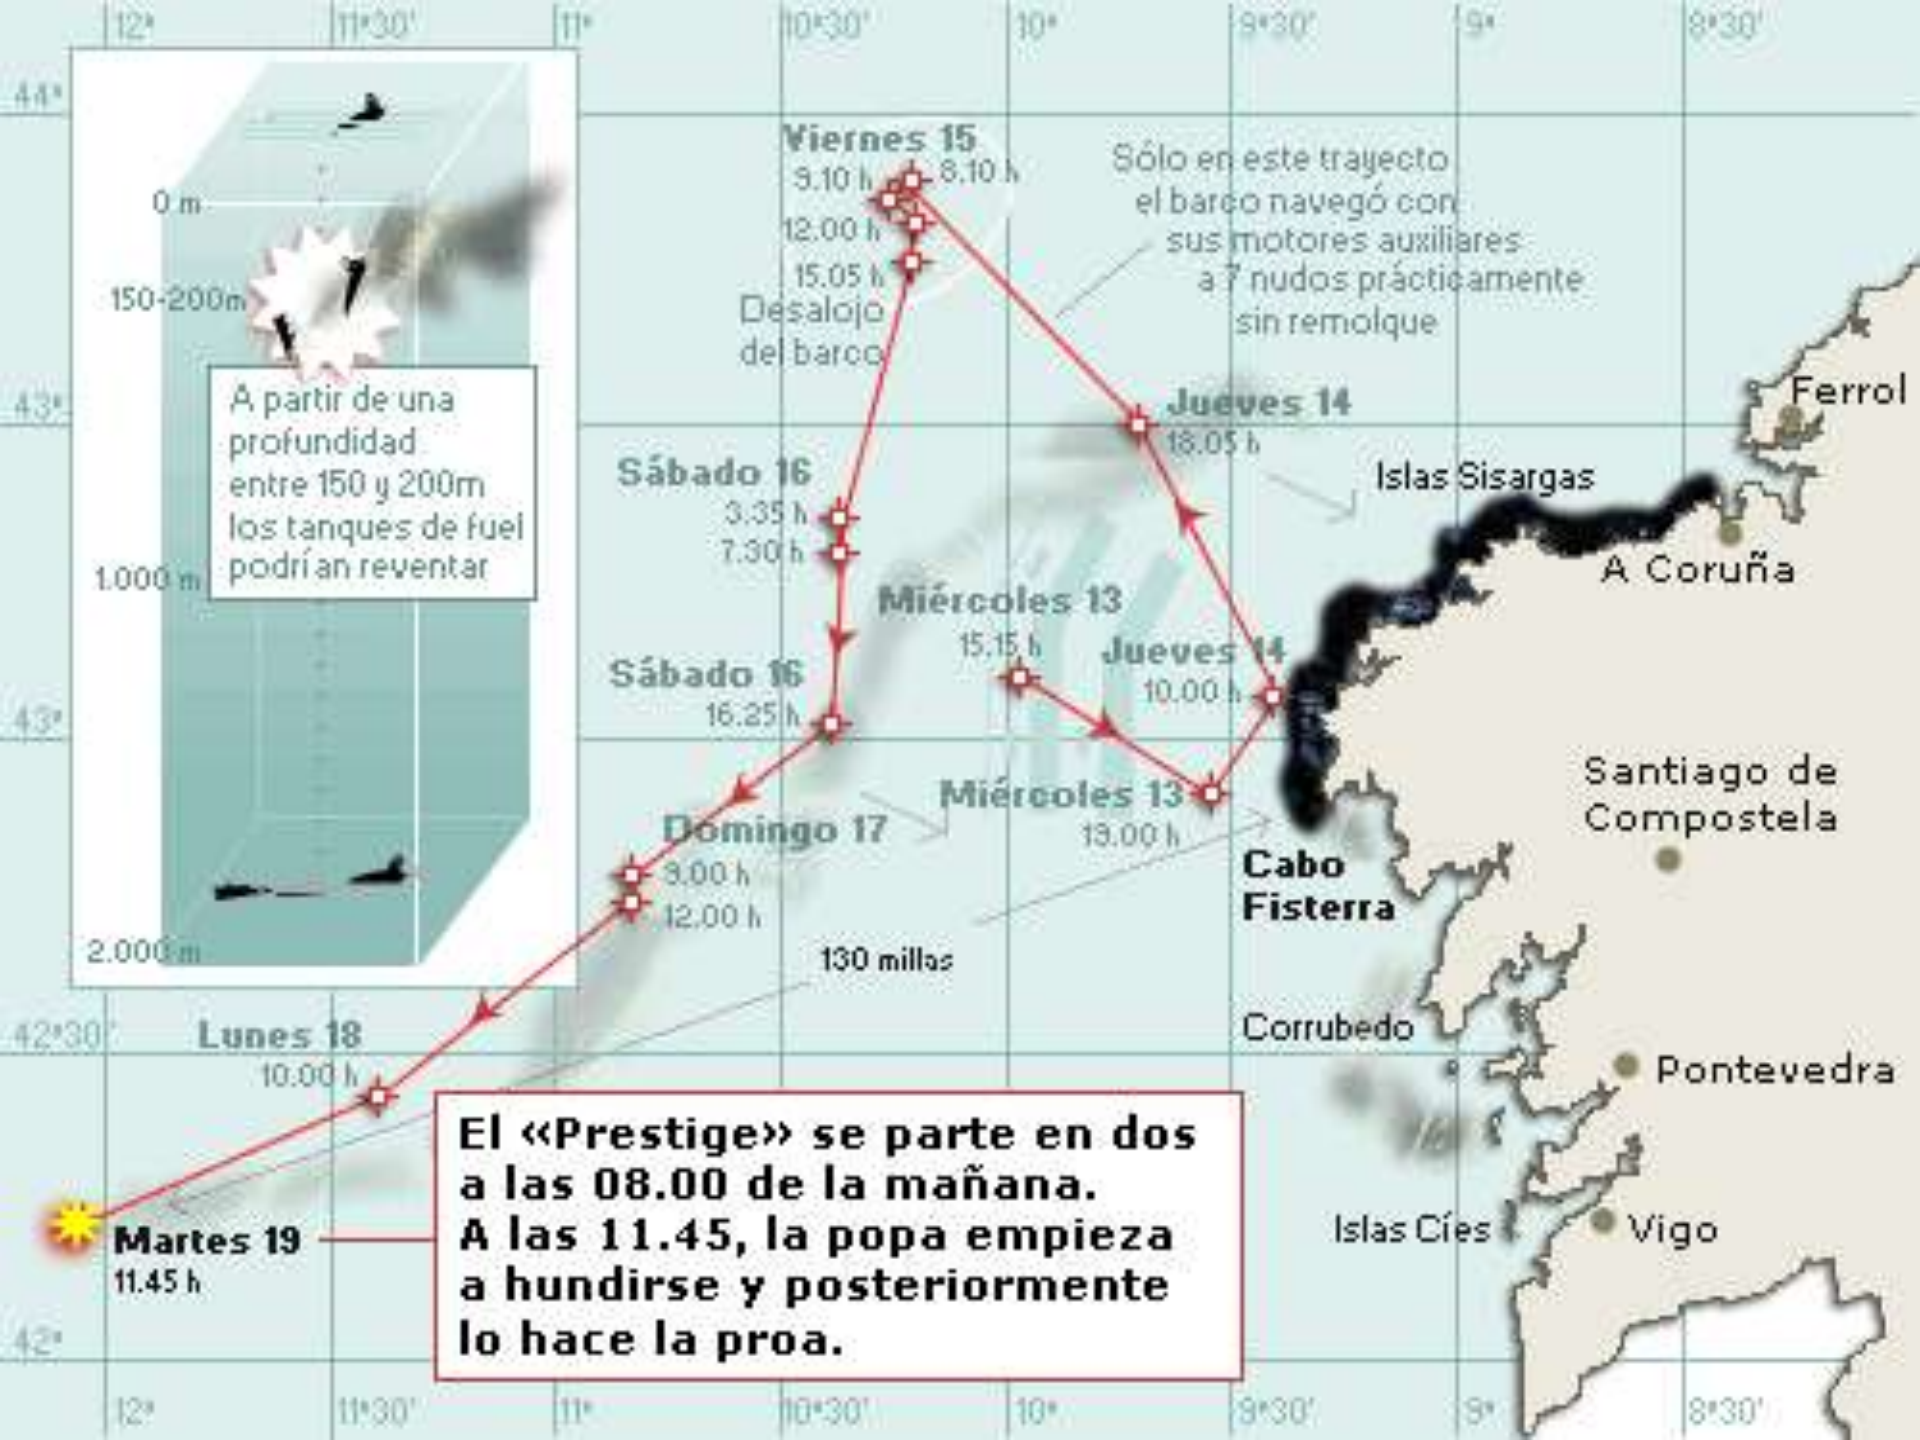 12°
11°30'
11°
10°30'
10°
9°30'
9°
8°30'
44°
43°
43°
42°30'
42°
0 m
150-200m
A partir de una
profundidad
entre 150 y 200m
los tanques de fuel
podrían reventar
1.000 m
2.000 m
Viernes 15
9.10 h
8.10 h
12.00 h
15.05 h
Desalojo
del barco
Sólo en este trayecto
el barco navegó con
sus motores auxiliares
a 7 nudos prácticamente
sin remolque
Jueves 14
18.05 h
Sábado 16
3.35 h
7.30 h
Miércoles 13
15.15 h
Jueves 14
10.00 h
Sábado 16
16.25 h
Miércoles 13
19.00 h
Domingo 17
9.00 h
12.00 h
130 millas
Lunes 18
10.00 h
Martes 19
11.45 h
El «Prestige» se parte en dos
a las 08.00 de la mañana.
A las 11.45, la popa empieza
a hundirse y posteriormente
lo hace la proa.
Ferrol
Islas Sisargas
A Coruña
Santiago de
Compostela
Cabo
Fisterra
Corrubedo
Pontevedra
Islas Cíes
Vigo
12°
11°30'
11°
10°30'
10°
9°30'
9°
8°30'